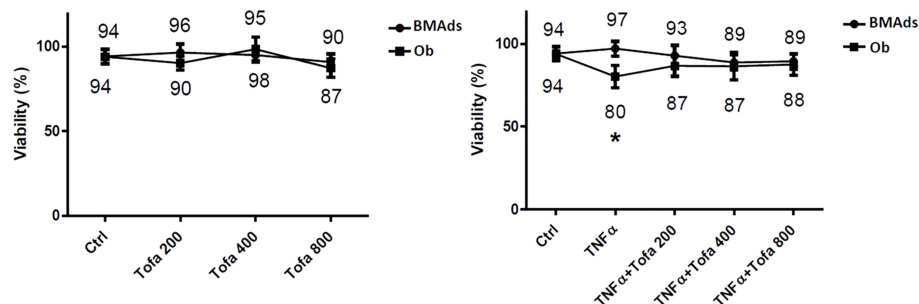 94
96
95
90
BMAds
Ob
100
94
90
98
87
Viability (%)
50
0
Ctrl
Tofa 200
Tofa 400
Tofa 800
94
97
93
89
89
BMAds
Ob
100
94
80
87
87
88
*
Viability (%)
50
0
Ctrl
TNFα
TNFα+Tofa 200
TNFα+Tofa 400
TNFα+Tofa 800